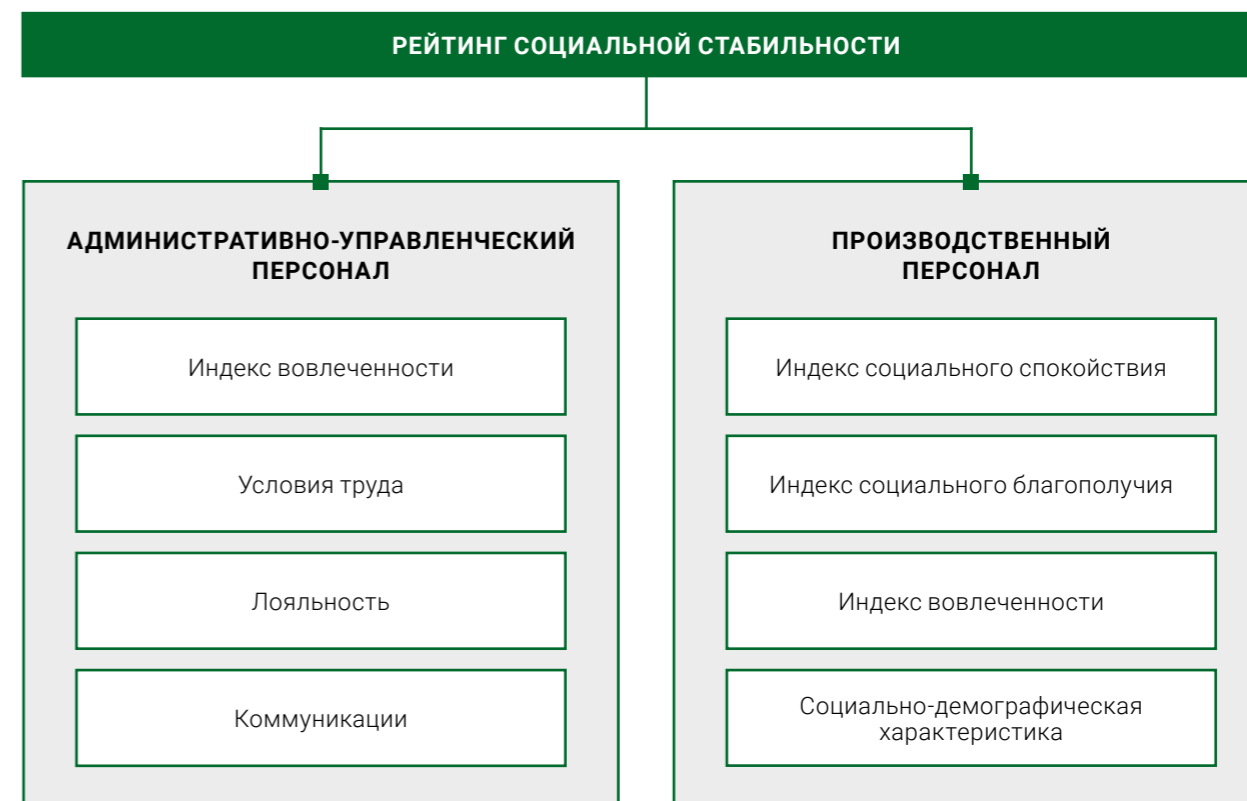 РЕЙТИНГ СОЦИАЛЬНОЙ СТАБИЛЬНОСТИ
АДМИНИСТРАТИВНО-УПРАВЛЕНЧЕСКИЙ
ПЕРСОНАЛ
Индекс вовлеченности
Условия труда
Лояльность
Коммуникации
ПРОИЗВОДСТВЕННЫЙ
ПЕРСОНАЛ
Индекс социального спокойствия
Индекс социального благополучия
Индекс вовлеченности
Социально-демографическая
характеристика